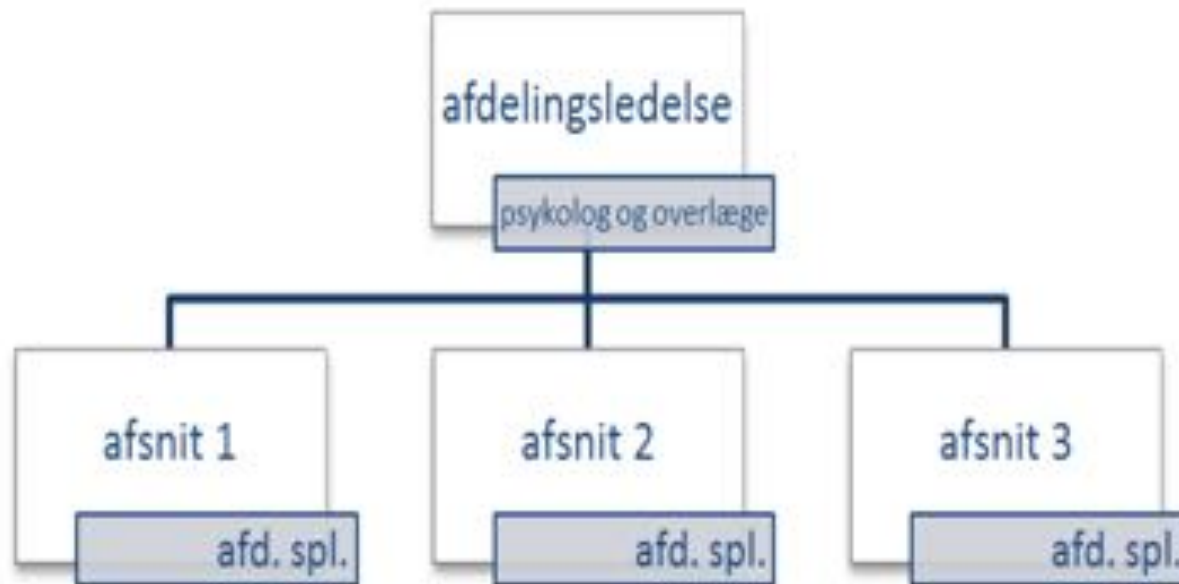 afdelingsledelse
psykolog og overlæge
afsnit 1
afd. spl.
afsnit 2
afd. spl.
afsnit 3
afd. spl.